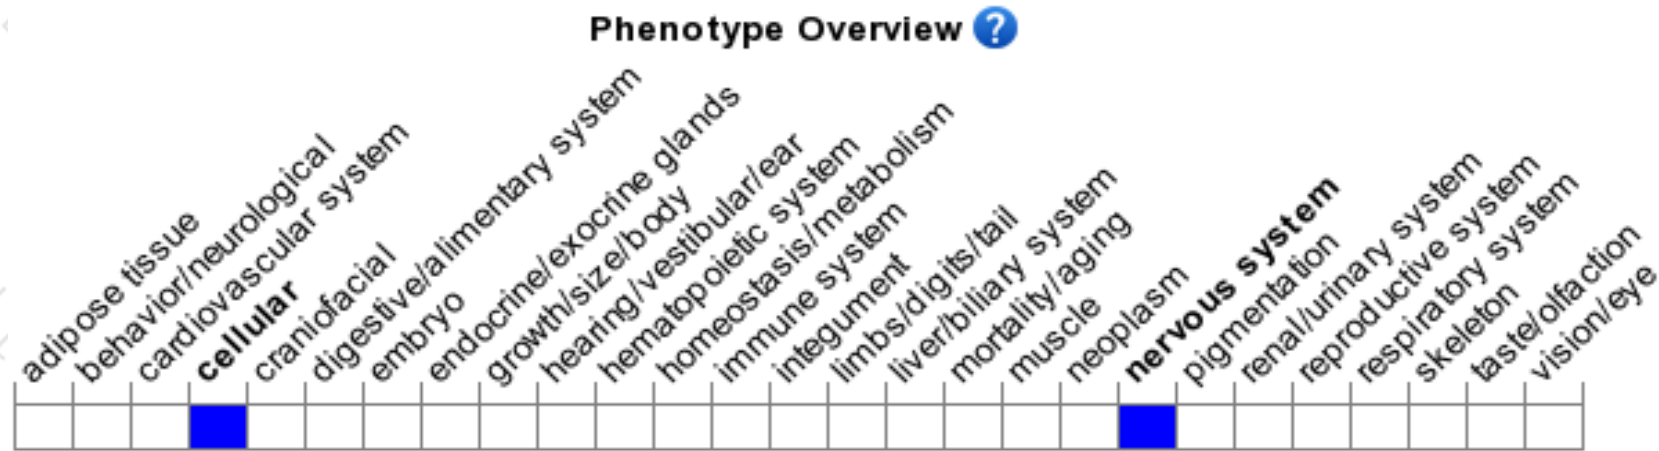 Phenotype Overview ?
adipose tissue
behavior/neurological
cardiovascular system
cellular
craniofacial
digestive/alimentary system
embryo
endocrine/exocrine glands
growth/size/body
hearing/vestibular/ear
hematopoietic system
homeostasis/metabolism
immune system
integument
limbs/digits/tail
liver/biliary system
mortality/aging
muscle
neoplasm
nervous system
pigmentation
renal/urinary system
reproductive system
respiratory system
skeleton
taste/olfaction
vision/eye